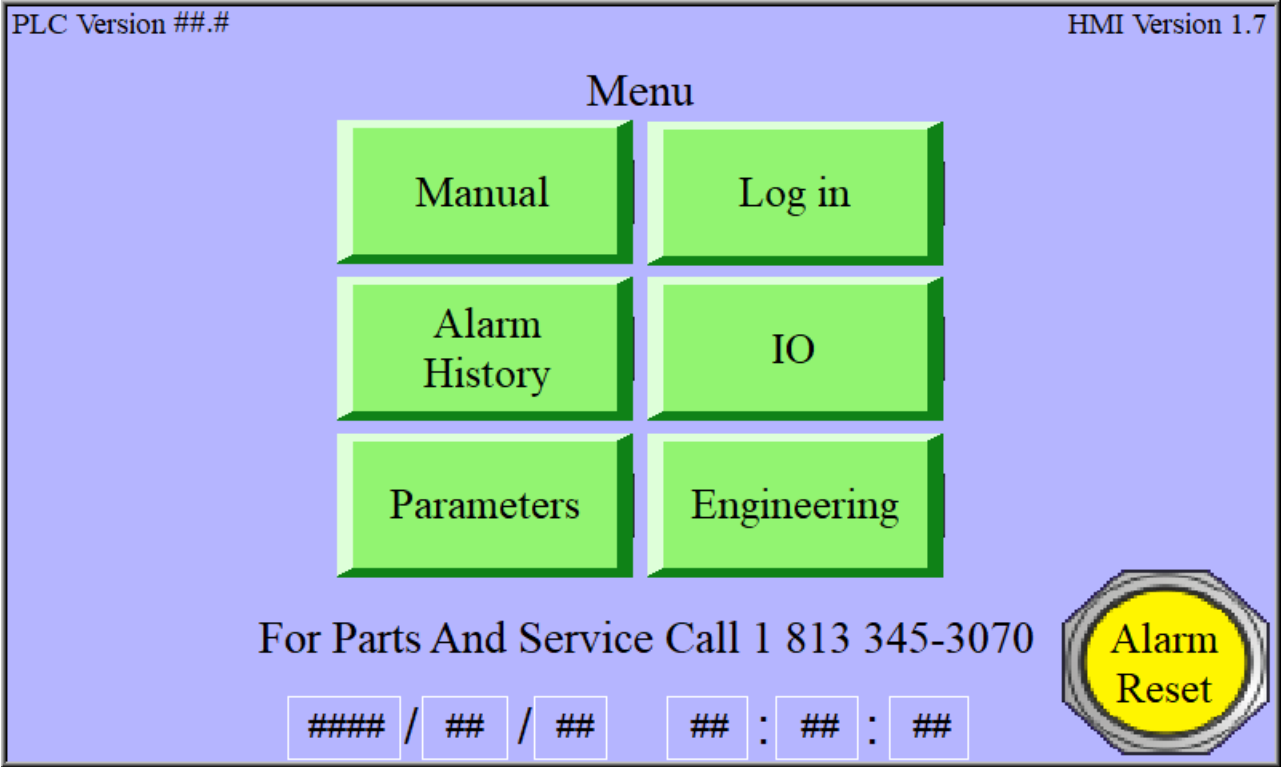 PLC Version ##.#
HMI Version 1.7
Menu
Manual
Log in
Alarm
History
IO
Parameters
Engineering
For Parts And Service Call 1 813 345-3070
Alarm
Reset
#### / ## / ## ## : ## : ##